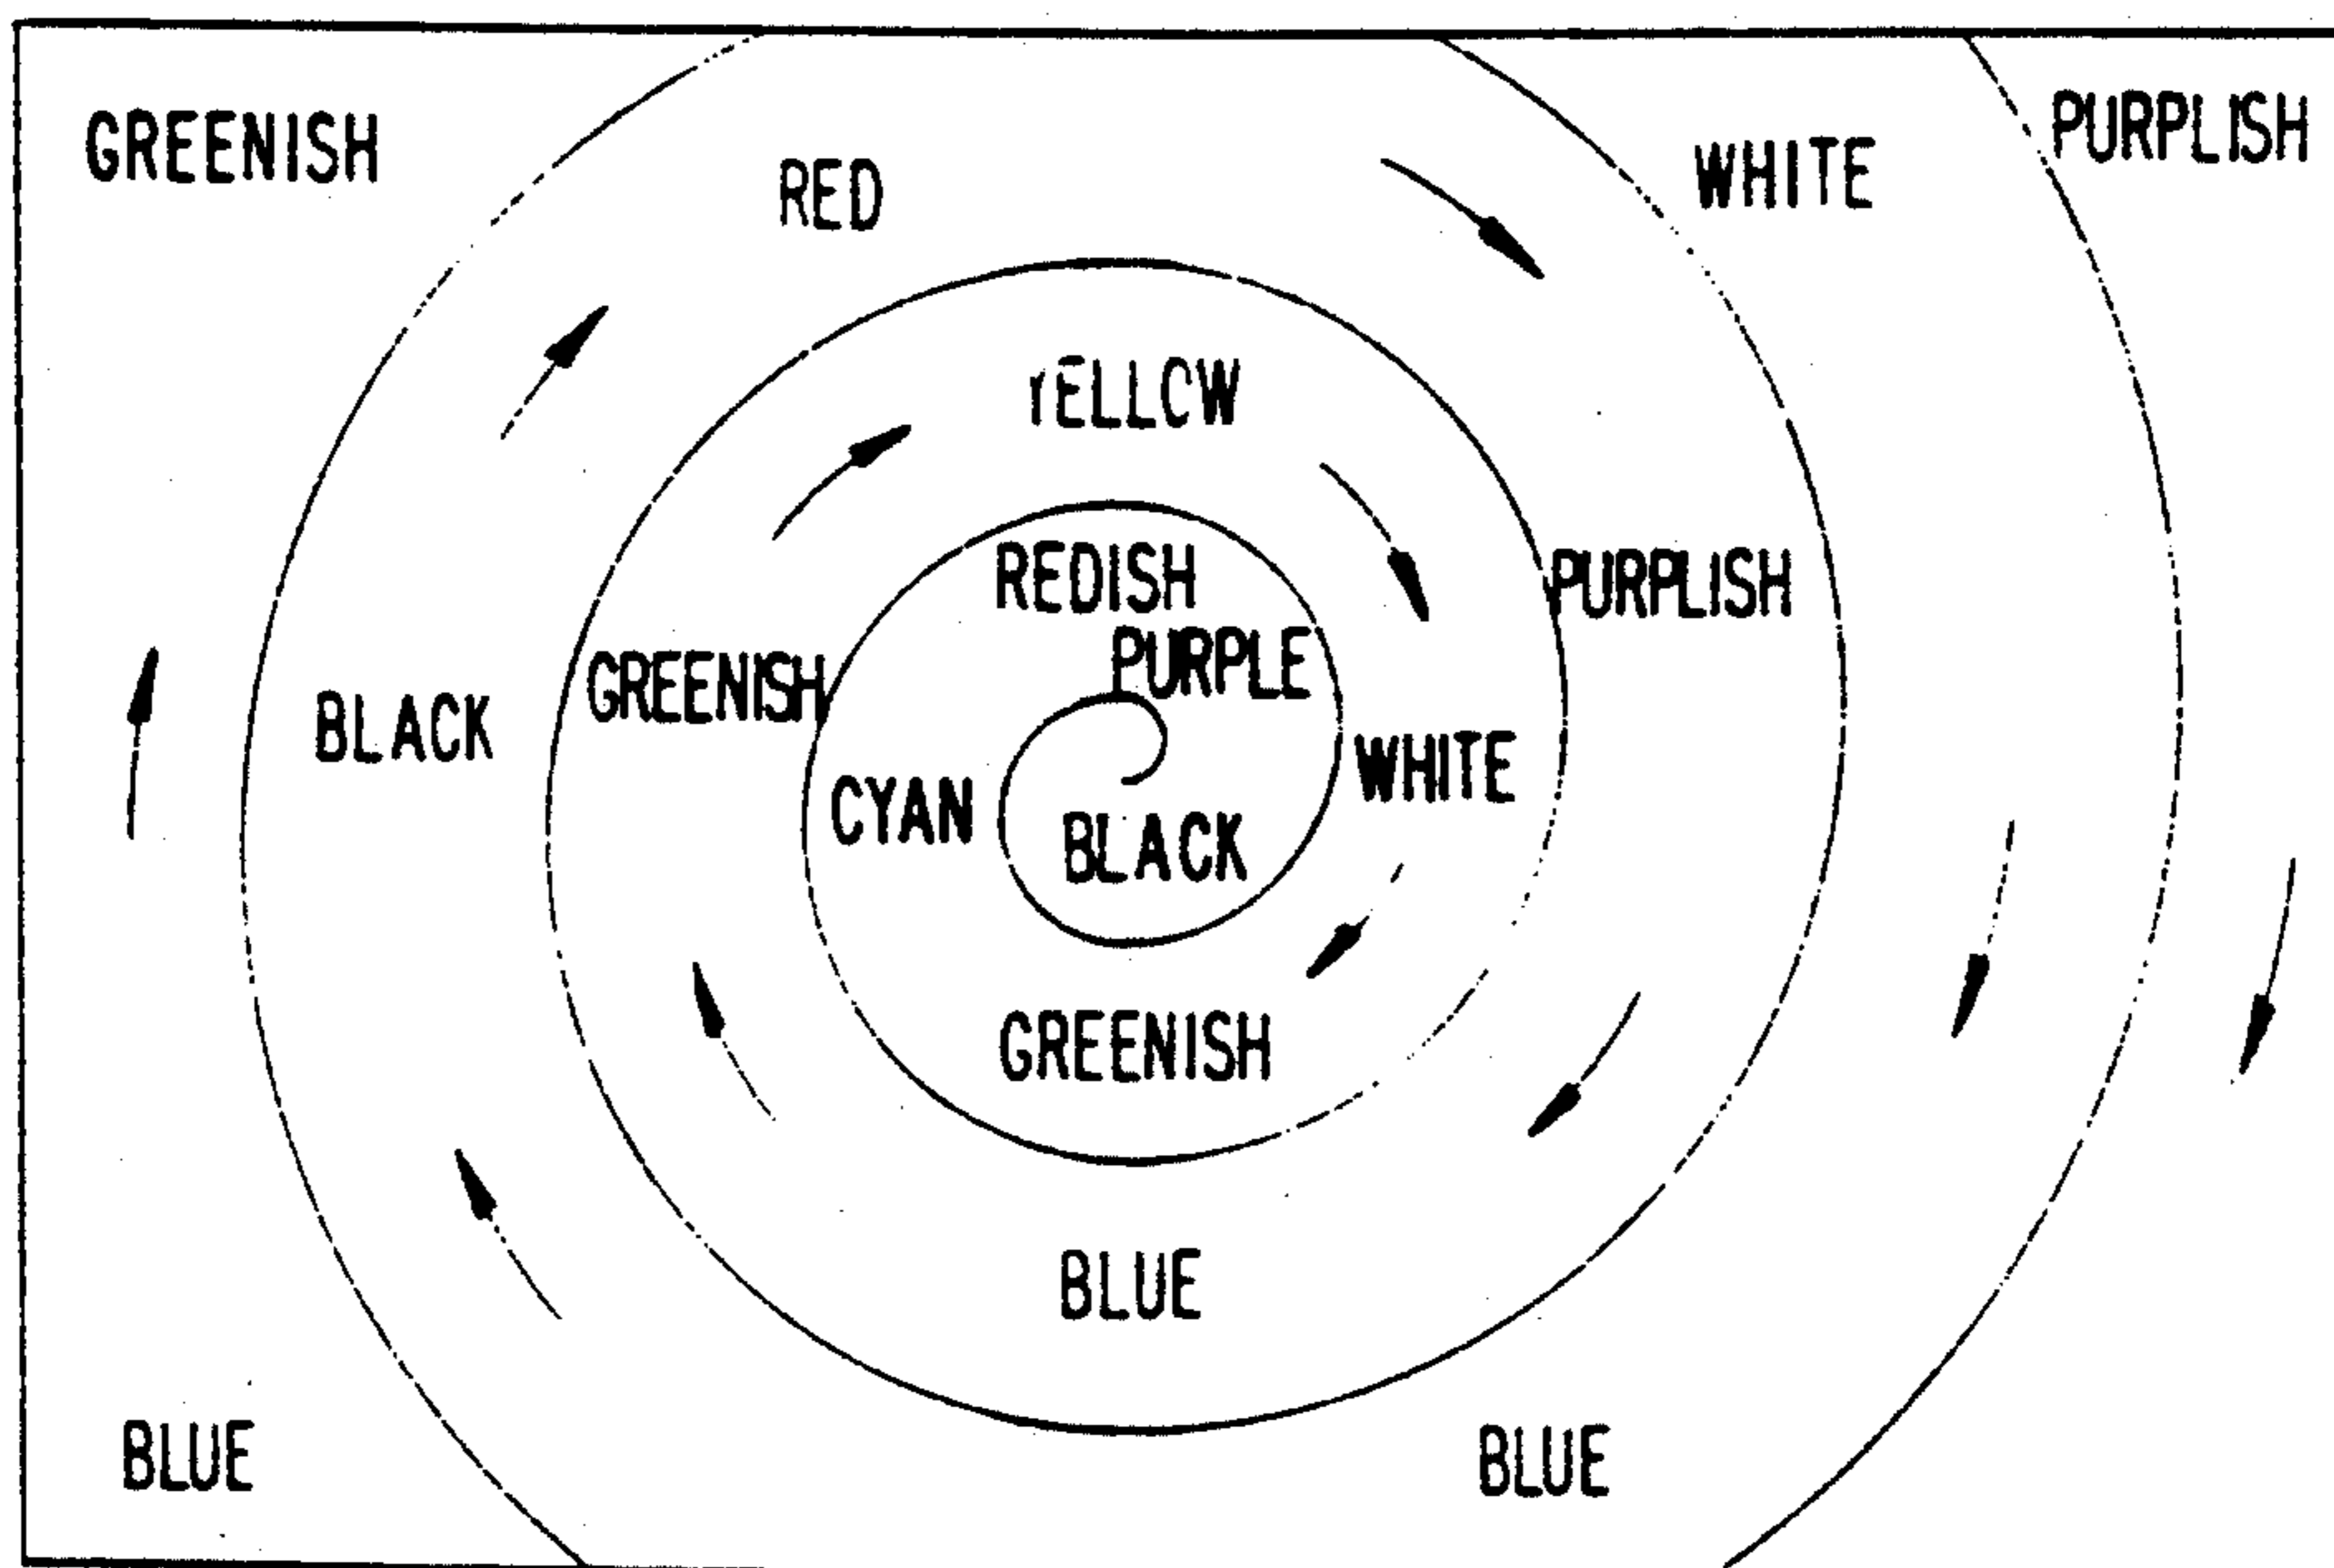 GREENISH
RED
WHITE
PURPLISH
YELLCW
REDISH
PURPLE
PURPLISH
GREENISH
BLACK
WHITE
CYAN
BLACK
GREENISH
BLUE
BLUE
BLUE